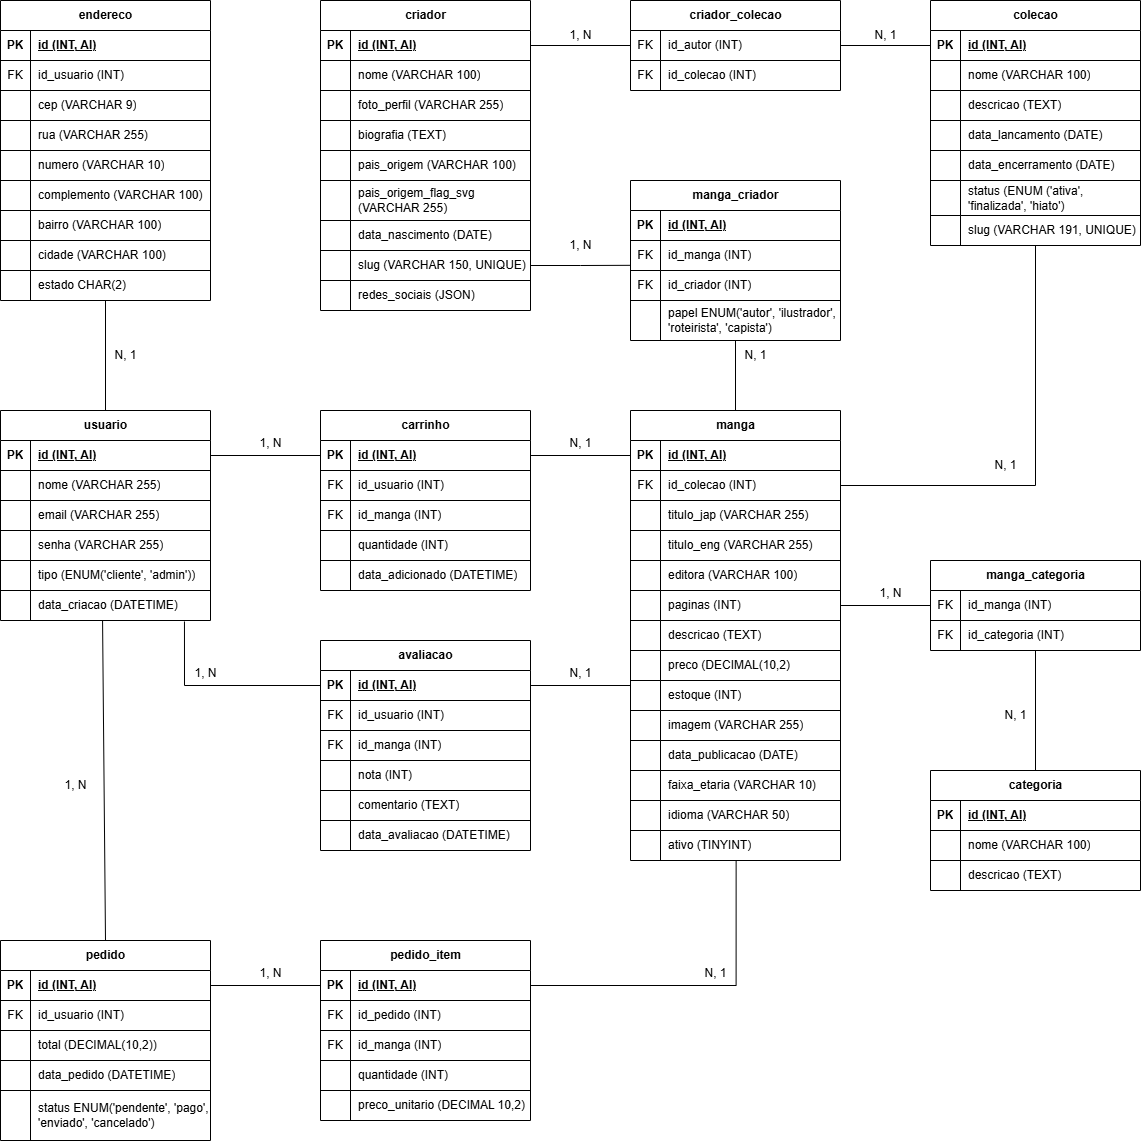 endereco
PK id (INT, AI)
FK id_usuario (INT)
cep (VARCHAR 9)
rua (VARCHAR 255)
numero (VARCHAR 10)
complemento (VARCHAR 100)
bairro (VARCHAR 100)
cidade (VARCHAR 100)
estado CHAR(2)
N, 1
criador
PK id (INT, AI)
nome (VARCHAR 100)
foto_perfil (VARCHAR 255)
biografia (TEXT)
pais_origem (VARCHAR 100)
pais_origem_flag_svg
(VARCHAR 255)
data_nascimento (DATE)
slug (VARCHAR 150, UNIQUE)
redes_sociais (JSON)
1, N
1, N
criador_colecao
FK id_autor (INT)
FK id_colecao (INT)
N, 1
manga_criador
PK id (INT, AI)
FK id_manga (INT)
FK id_criador (INT)
papel ENUM('autor', 'ilustrador',
'roteirista', 'capista')
N, 1
colecao
PK id (INT, AI)
nome (VARCHAR 100)
descricao (TEXT)
data_lancamento (DATE)
data_encerramento (DATE)
status (ENUM ('ativa',
'finalizada', 'hiato')
slug (VARCHAR 191, UNIQUE)
N, 1
usuario
PK id (INT, AI)
nome (VARCHAR 255)
email (VARCHAR 255)
senha (VARCHAR 255)
tipo (ENUM('cliente', 'admin'))
data_criacao (DATETIME)
1, N
1, N
1, N
carrinho
PK id (INT, AI)
FK id_usuario (INT)
FK id_manga (INT)
quantidade (INT)
data_adicionado (DATETIME)
N, 1
avaliacao
PK id (INT, AI)
FK id_usuario (INT)
FK id_manga (INT)
nota (INT)
comentario (TEXT)
data_avaliacao (DATETIME)
N, 1
manga
PK id (INT, AI)
FK id_colecao (INT)
titulo_jap (VARCHAR 255)
titulo_eng (VARCHAR 255)
editora (VARCHAR 100)
paginas (INT)
descricao (TEXT)
preco (DECIMAL(10,2)
estoque (INT)
imagem (VARCHAR 255)
data_publicacao (DATE)
faixa_etaria (VARCHAR 10)
idioma (VARCHAR 50)
ativo (TINYINT)
1, N
manga_categoria
FK id_manga (INT)
FK id_categoria (INT)
N, 1
categoria
PK id (INT, AI)
nome (VARCHAR 100)
descricao (TEXT)
pedido
PK id (INT, AI)
FK id_usuario (INT)
total (DECIMAL(10,2))
data_pedido (DATETIME)
status ENUM('pendente', 'pago',
'enviado', 'cancelado')
1, N
pedido_item
PK id (INT, AI)
FK id_pedido (INT)
FK id_manga (INT)
quantidade (INT)
preco_unitario (DECIMAL 10,2)
N, 1